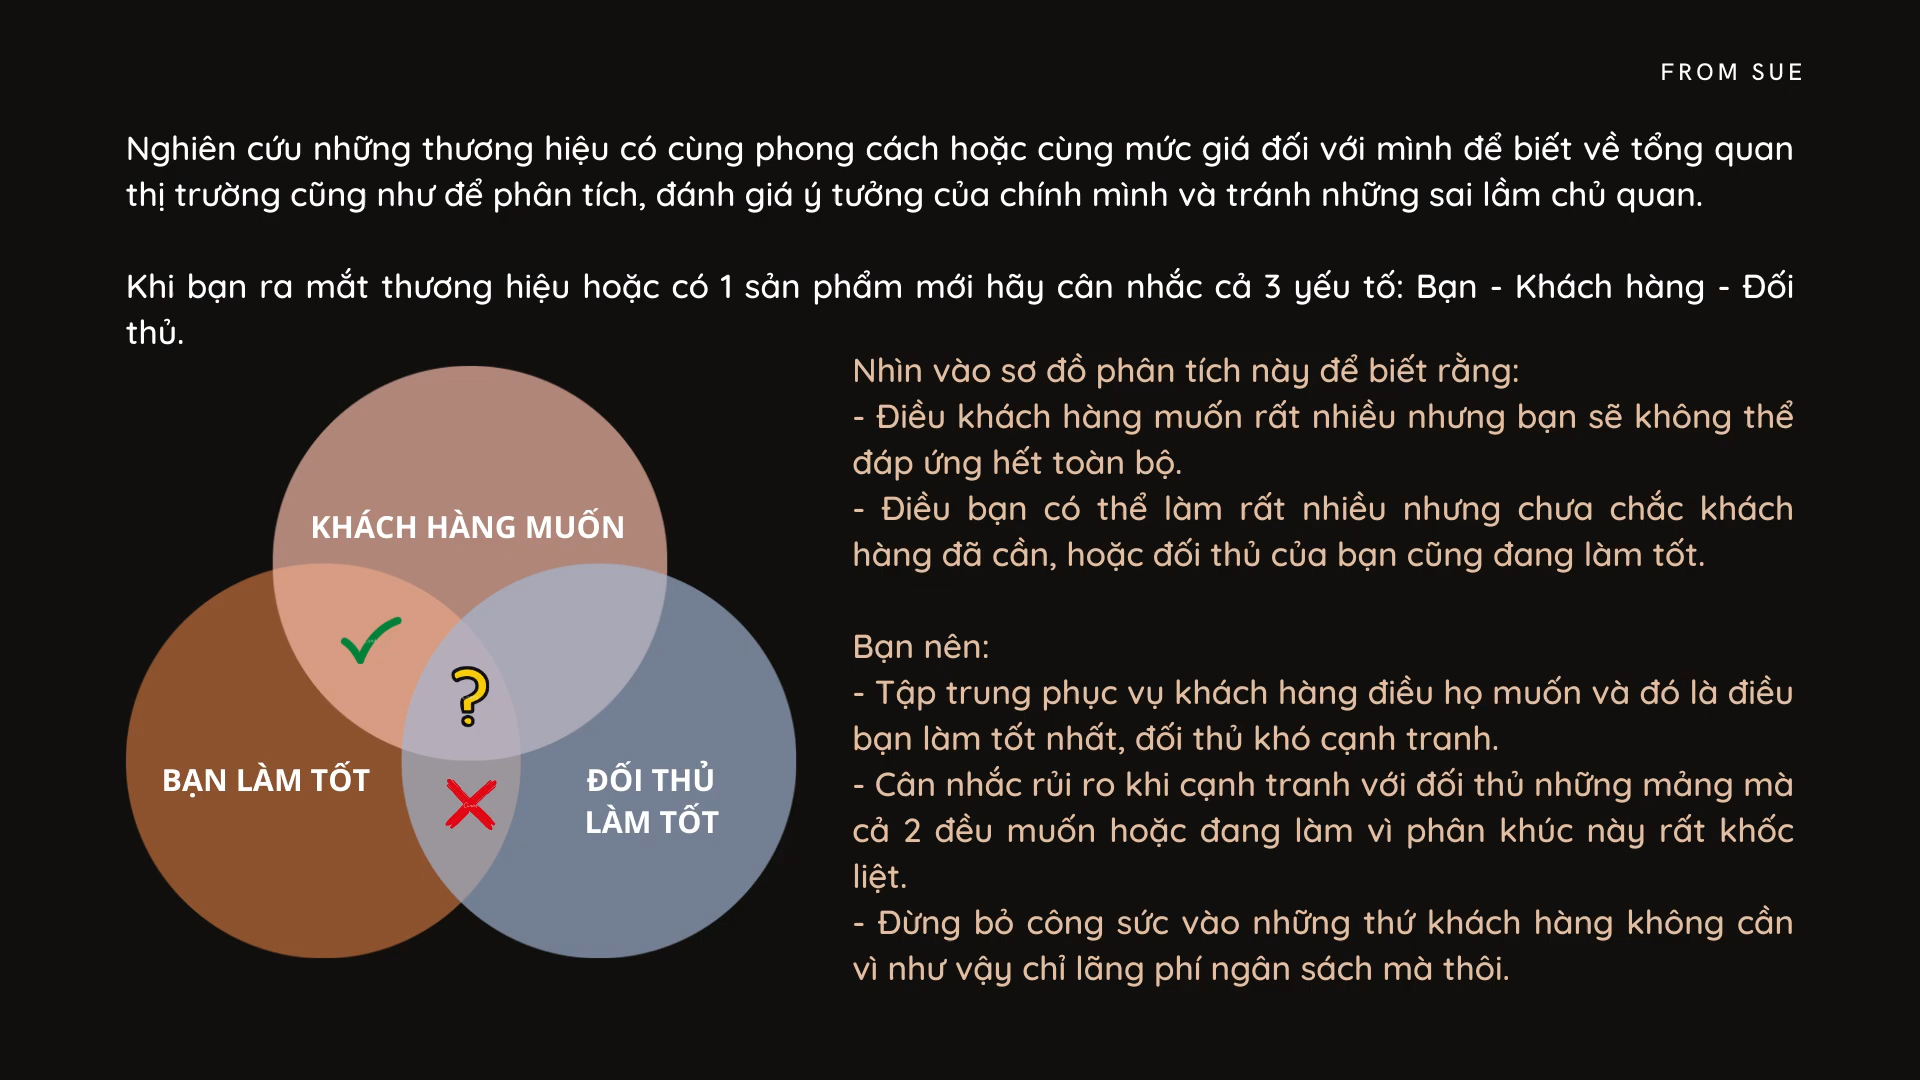 FROM SUE
Nghiên cứu những thương hiệu có cùng phong cách hoặc cùng mức giá đối với mình để biết về tổng quan
thị trường cũng như để phân tích, đánh giá ý tưởng của chính mình và tránh những sai lầm chủ quan.
Khi bạn ra mắt thương hiệu hoặc có 1 sản phẩm mới hãy cân nhắc cả 3 yếu tố: Bạn - Khách hàng - Đối
thủ.
KHÁCH HÀNG MUỐN
?
BẠN LÀM TỐT
ĐỐI THỦ
LÀM TỐT
Nhìn vào sơ đồ phân tích này để biết rằng:
- Điều khách hàng muốn rất nhiều nhưng bạn sẽ không thể
đáp ứng hết toàn bộ.
- Điều bạn có thể làm rất nhiều nhưng chưa chắc khách
hàng đã cần, hoặc đối thủ của bạn cũng đang làm tốt.
Bạn nên:
- Tập trung phục vụ khách hàng điều họ muốn và đó là điều
bạn làm tốt nhất, đối thủ khó cạnh tranh.
- Cân nhắc rủi ro khi cạnh tranh với đối thủ những mảng mà
cả 2 đều muốn hoặc đang làm vì phân khúc này rất khốc
liệt.
- Đừng bỏ công sức vào những thứ khách hàng không cần
vì như vậy chỉ lãng phí ngân sách mà thôi.